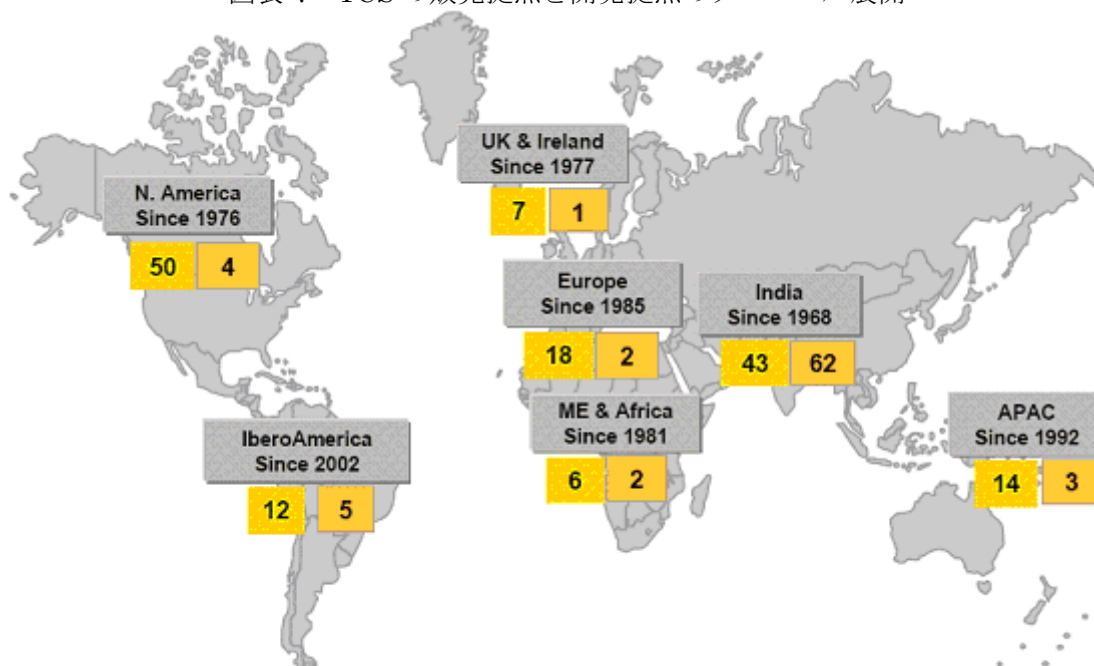 N. America
Since 1976
50 4
UK & Ireland
Since 1977
7 1
Europe
Since 1985
18 2
India
Since 1968
43 62
ME & Africa
Since 1981
6 2
IberoAmerica
Since 2002
12 5
APAC
Since 1992
14 3